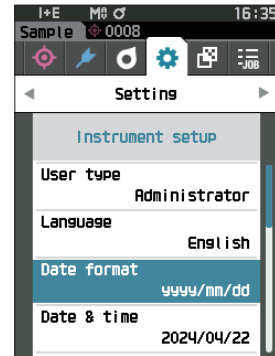 I+E M0 16:35
Sample 0008
-JOB
Setting
Instrument setup
User type
Administrator
Language
English
Date format
yyyy/mm/dd
Date & time
2024/04/22